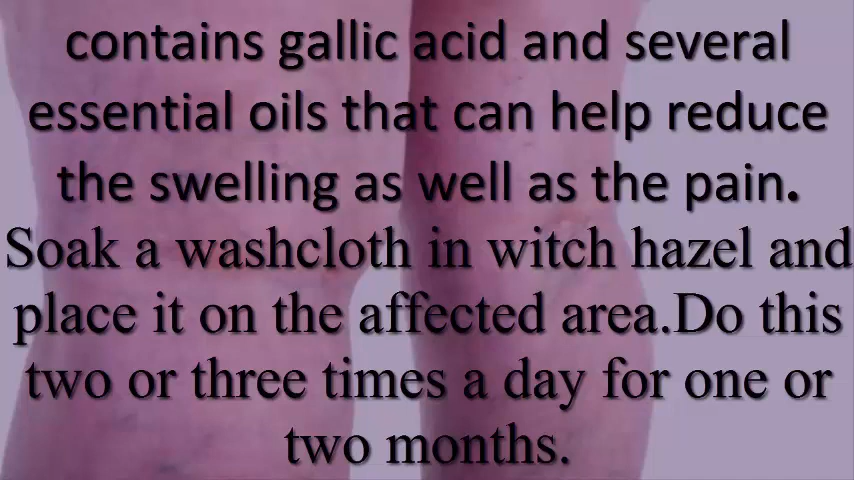 contains gallic acid and several
essential oils that can help reduce
the swelling as well as the pain.
Soak a washcloth in witch hazel and
place it on the affected area.Do this
two or three times a day for one or
two months.